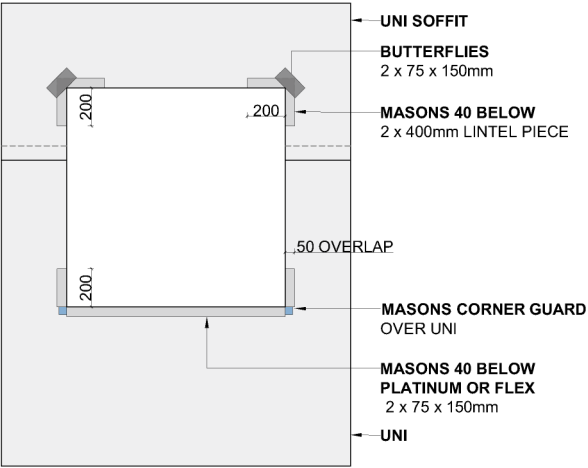 UNI SOFFIT
BUTTERFLIES
2 x 75 x 150mm
200
200
MASONS 40 BELOW
2 x 400mm LINTEL PIECE
50 OVERLAP
200
MASONS CORNER GUARD
OVER UNI
MASONS 40 BELOW
PLATINUM OR FLEX
2 x 75 x 150mm
UNI